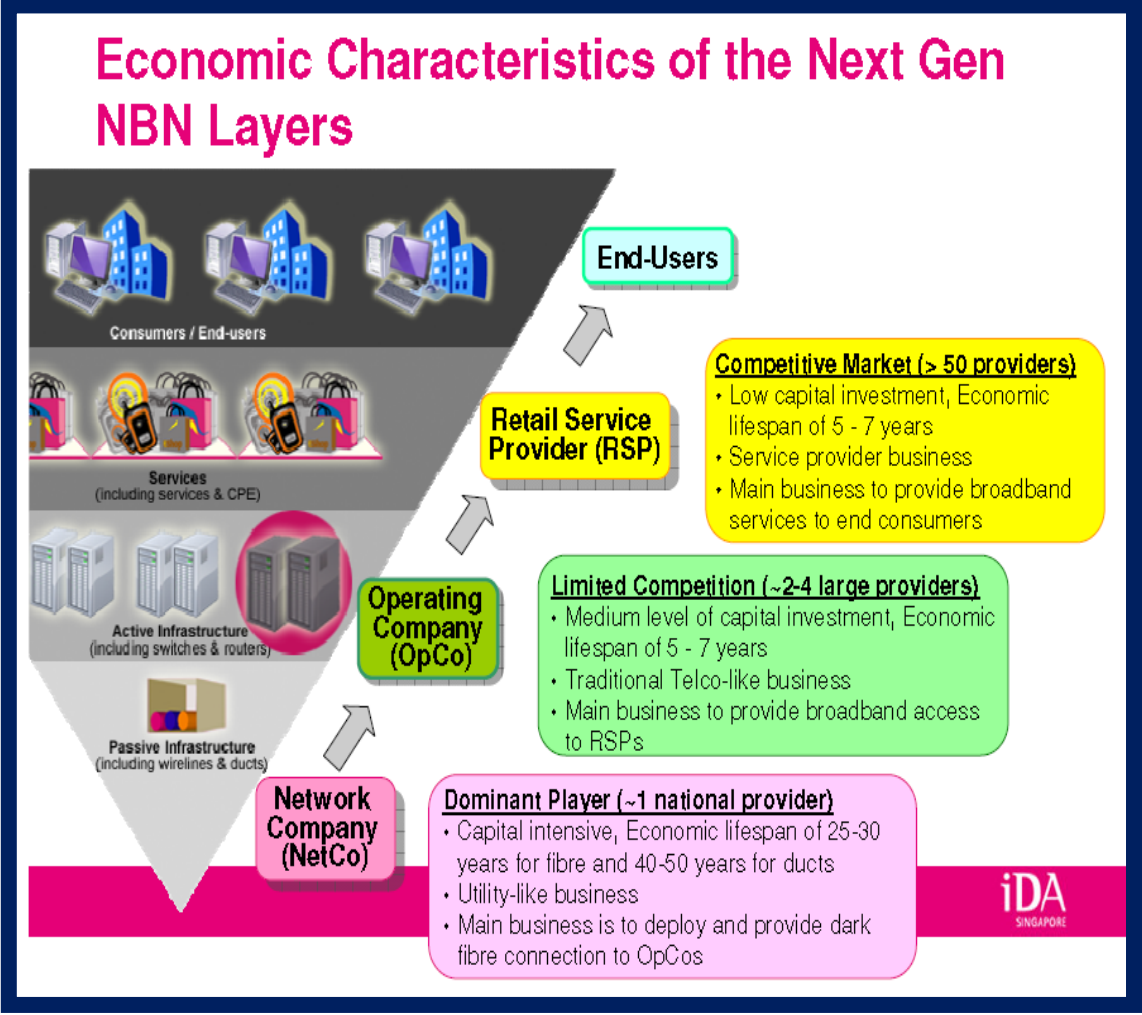 Economic Characteristics of the Next Gen
NBN Layers
Consumers / End-users
End-Users
Services
(including services & CPE)
Retail Service
Provider (RSP)
Competitive Market (> 50 providers)
• Low capital investment, Economic
lifespan of 5 - 7 years
• Service provider business
• Main business to provide broadband
services to end consumers
Active Infrastructure
(including switches & routers)
Operating
Company
(OpCo)
Limited Competition (~2-4 large providers)
• Medium level of capital investment, Economic
lifespan of 5 - 7 years
• Traditional Telco-like business
• Main business to provide broadband access
to RSPs
Passive Infrastructure
(including wirelines & ducts)
Network
Company
(NetCo)
Dominant Player (~1 national provider)
• Capital intensive, Economic lifespan of 25-30
years for fibre and 40-50 years for ducts
• Utility-like business
• Main business is to deploy and provide dark
fibre connection to OpCos
iDA
SINGAPORE